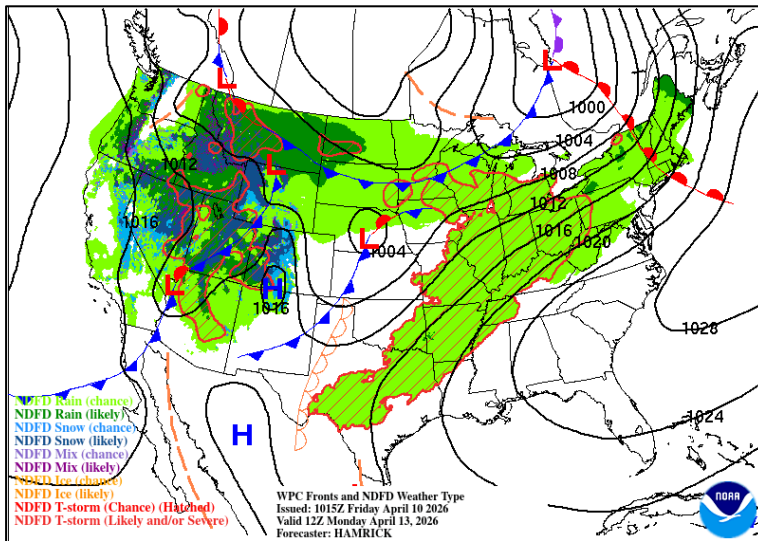 L
L
1000
1004
1012
L
1008
1012
1016
1016
L
1020
1004
L
H
1016
1028
1024
H
NDFD Rain (chance)
NDFD Rain (likely)
NDFD Snow (chance)
NDFD Snow (likely)
NDFD Mix (chance)
NDFD Mix (likely)
NDFD Ice (chance)
NDFD Ice (likely)
NDFD T-storm (Chance) (Hatched)
NDFD T-storm (Likely and/or Severe)
WPC Fronts and NDFD Weather Type
Issued: 1015Z Friday April 10 2026
Valid 12Z Monday April 13, 2026
Forecaster: HAMRICK
NOAA